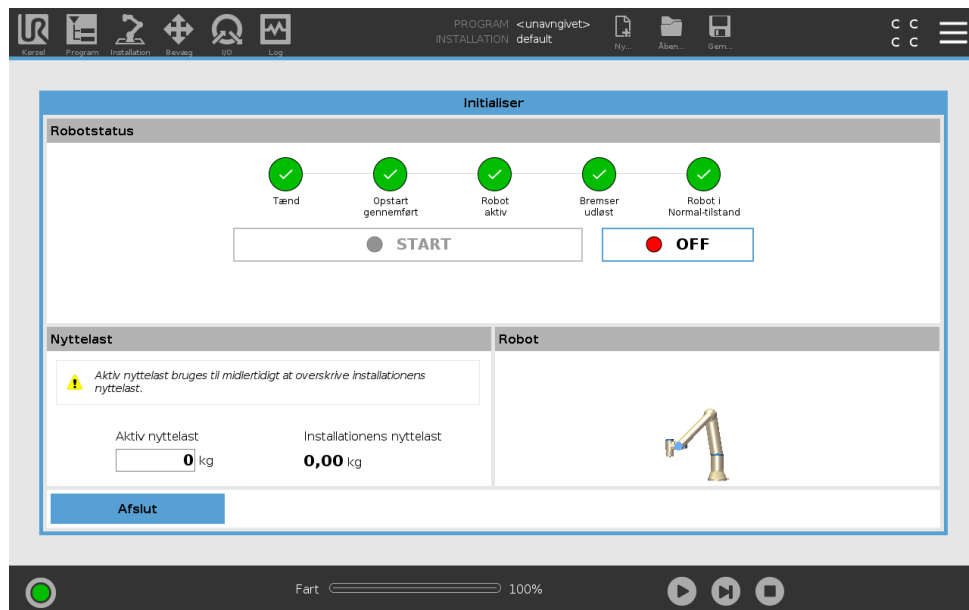 UR
Kørsel
Program
Installation
Bevæg
I/O
Log
PROGRAM <unavngivet>
INSTALLATION default
Ny...
Åben...
Gem...
C C
C C
Initialiser
Robotstatus
Tænd
Opstart
gennemført
Robot
aktiv
Bremser
udløst
Robot i
Normal-tilstand
START
OFF
Nyttelast
Robot
Aktiv nyttelast bruges til midlertidigt at overskrive installationens
nyttelast.
Aktiv nyttelast
Installationens nyttelast
0 kg
0,00 kg
Afslut
Fart
100%